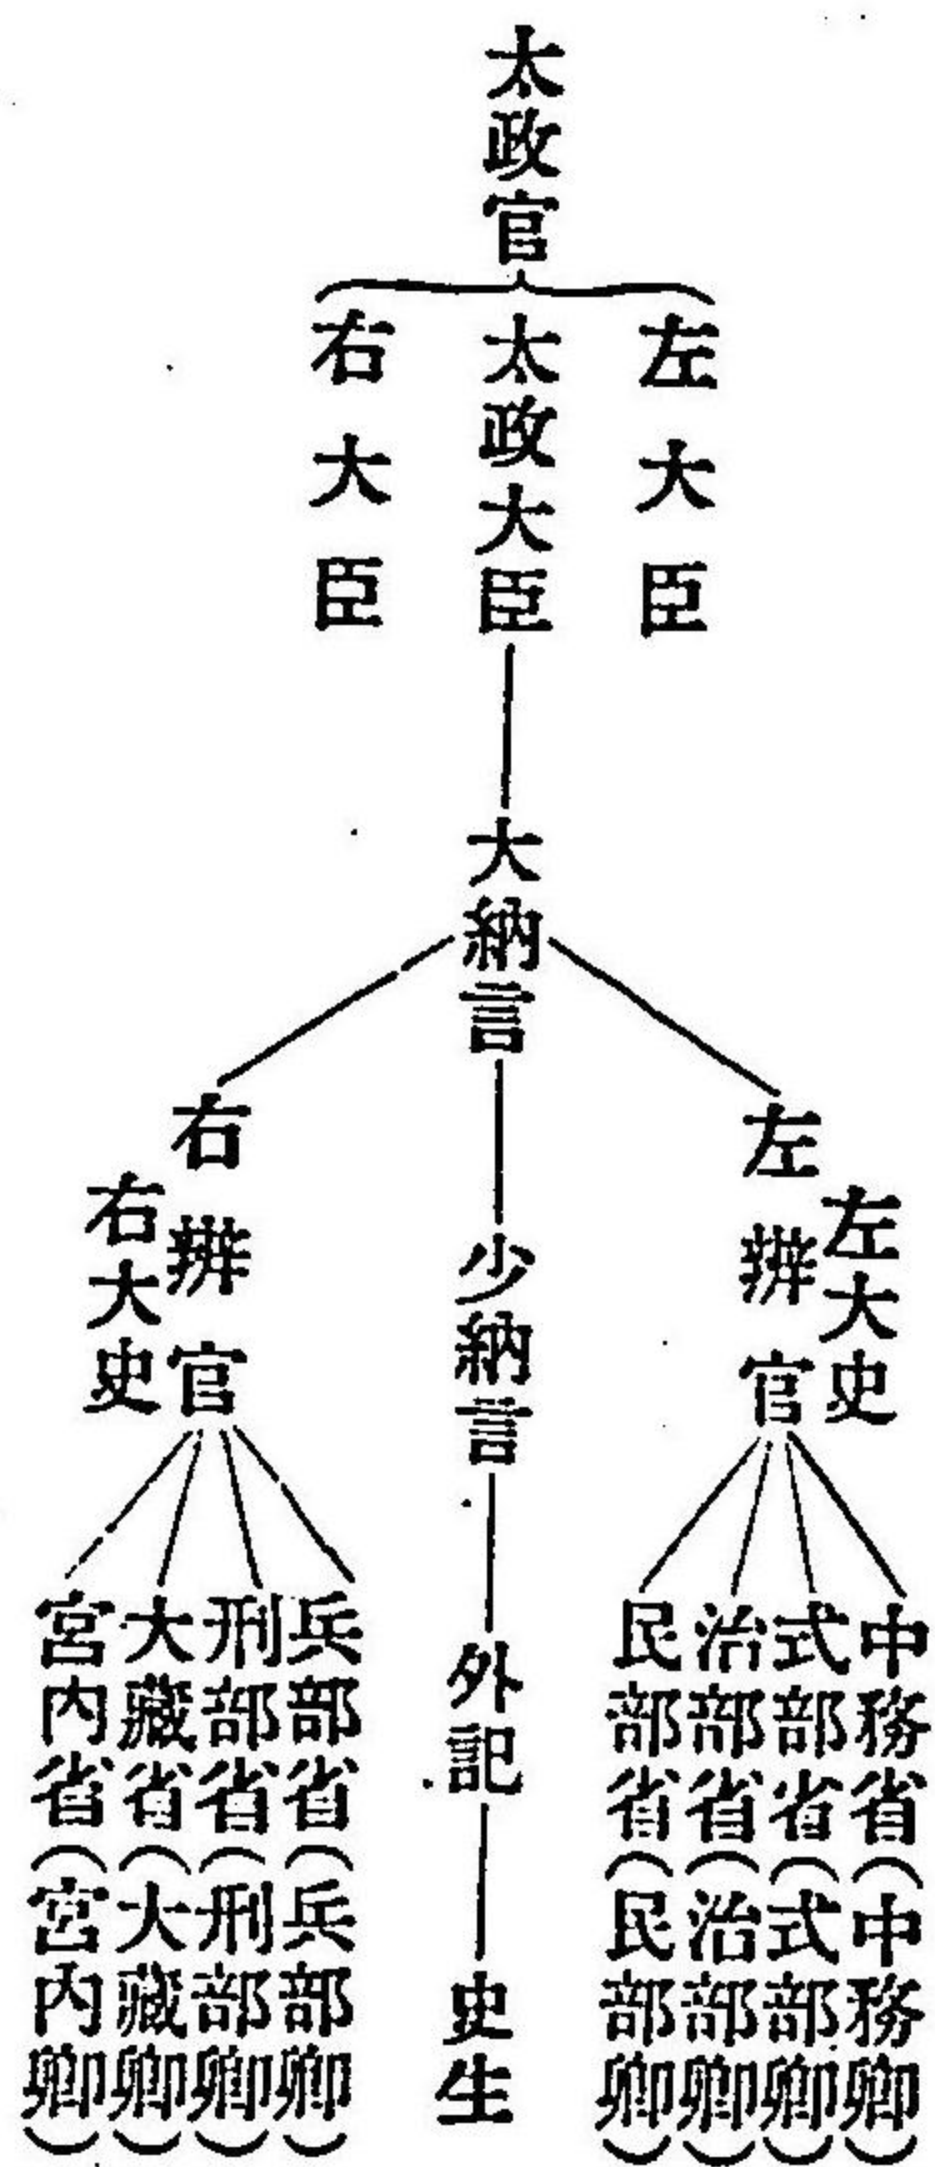 太政官
左大臣
太政大臣
右大臣
大納言
左大史
左辨官
少納言
右辨官
右大史
中務省(中務卿)
式部省(式部卿)
治部省(治部卿)
民部省(民部卿)
外記
史生
兵部省(兵部卿)
刑部省(刑部卿)
大藏省(大藏卿)
宮内省(宮内卿)